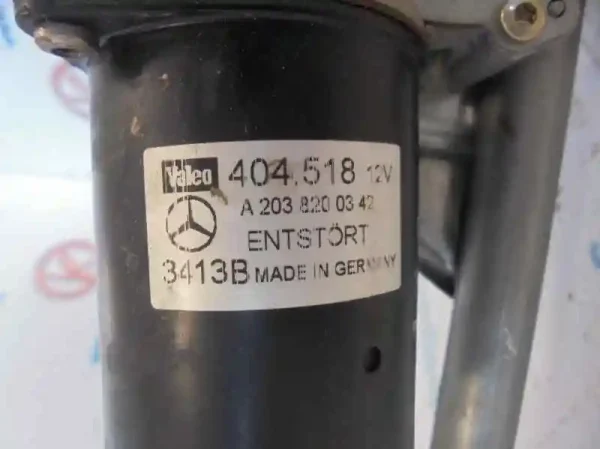 Valeo 404.518 12V
A 203 820 03 42
ENTSTÖRT
3413B MADE IN GERMANY